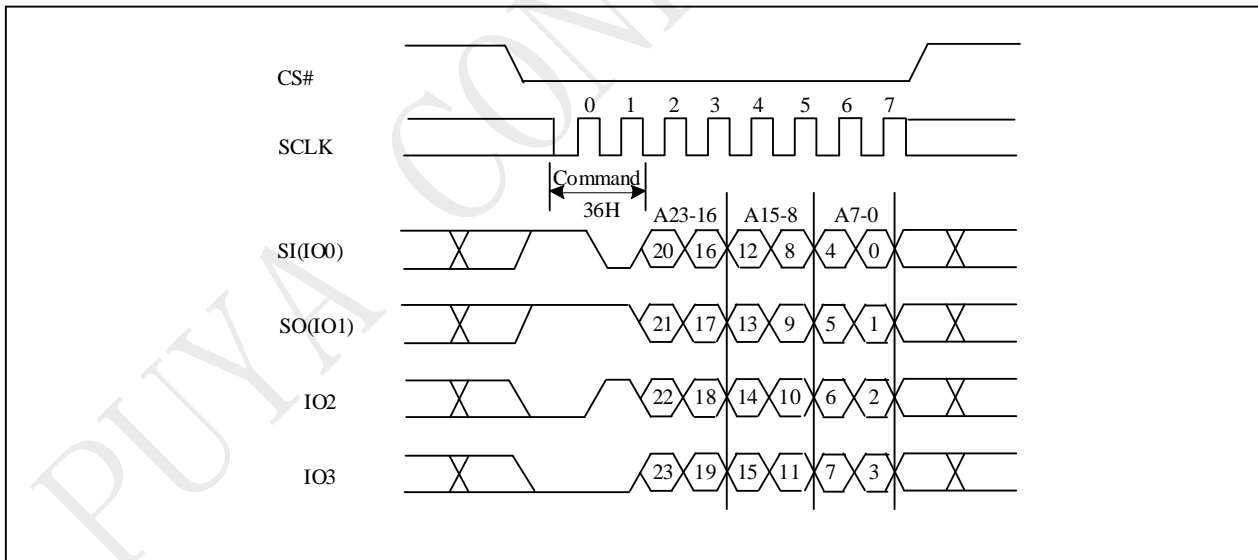 PUYA CONF
CS#
0 1 2 3 4 5 6 7
SCLK
Command
36H
A23-16 A15-8 A7-0
SI(IO0) 20 16 12 8 4 0
SO(IO1) 21 17 13 9 5 1
IO2 22 18 14 10 6 2
IO3 23 19 15 11 7 3